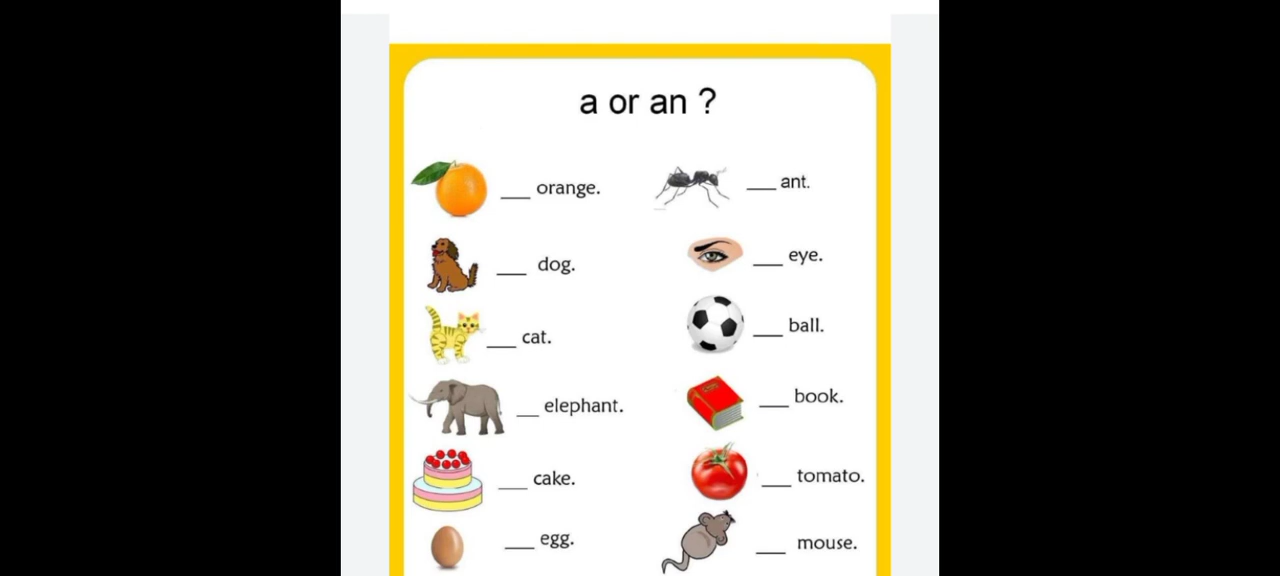 a or an ?
___ orange.
___ ant.
___ dog.
___ eye.
___ cat.
___ ball.
___ elephant.
___ book.
___ cake.
___ tomato.
___ egg.
___ mouse.